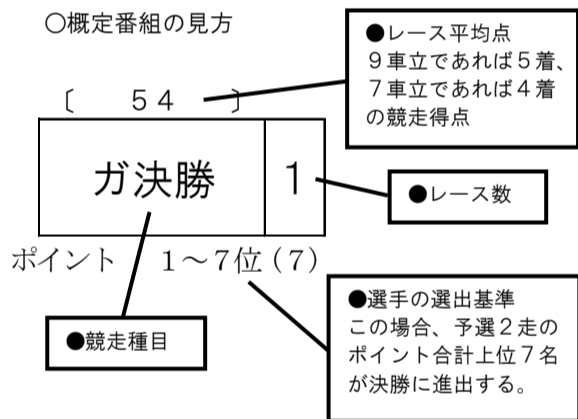 ○概定番組の見方
●レース平均点
９車立であれば５着、
７車立であれば４着
の競走得点
〔　５４　〕
ガ決勝
1
●レース数
ポイント　１～７位（７）
●競走種目
●選手の選出基準
この場合、予選２走の
ポイント合計上位７名
が決勝に進出する。